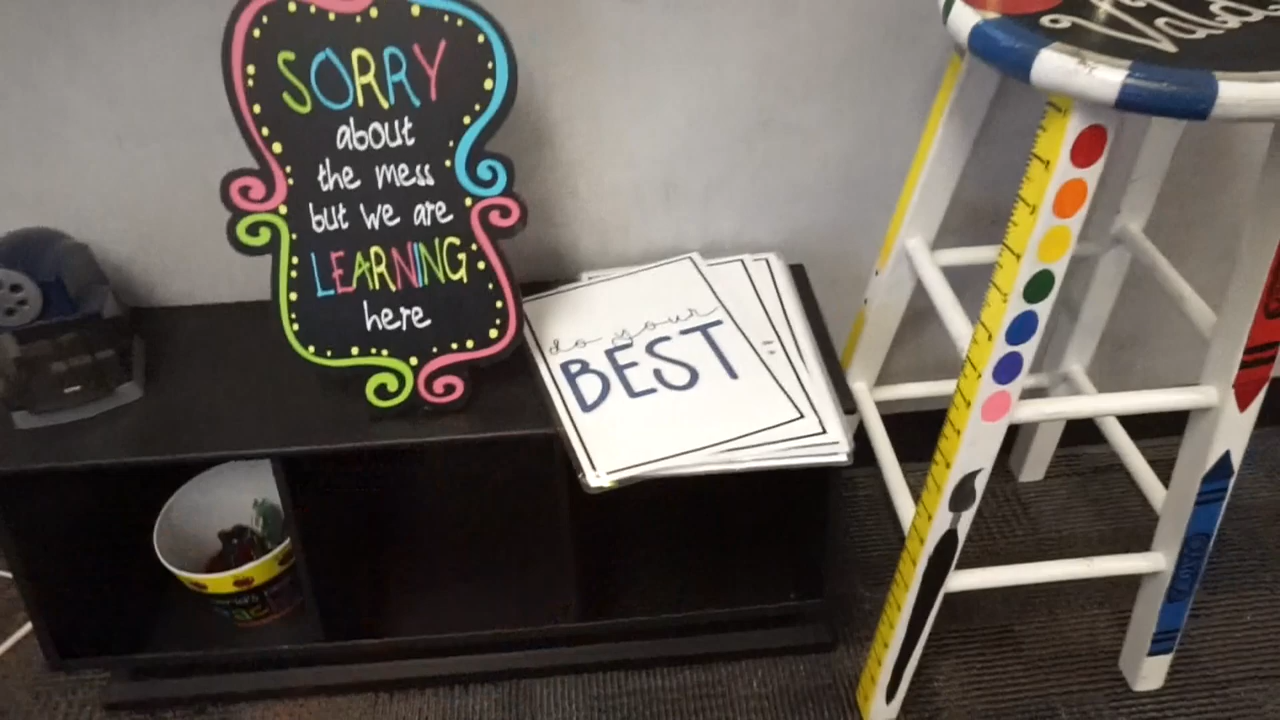 SORRY
about
the mess
but we are
LEARNING
here
do your
BEST